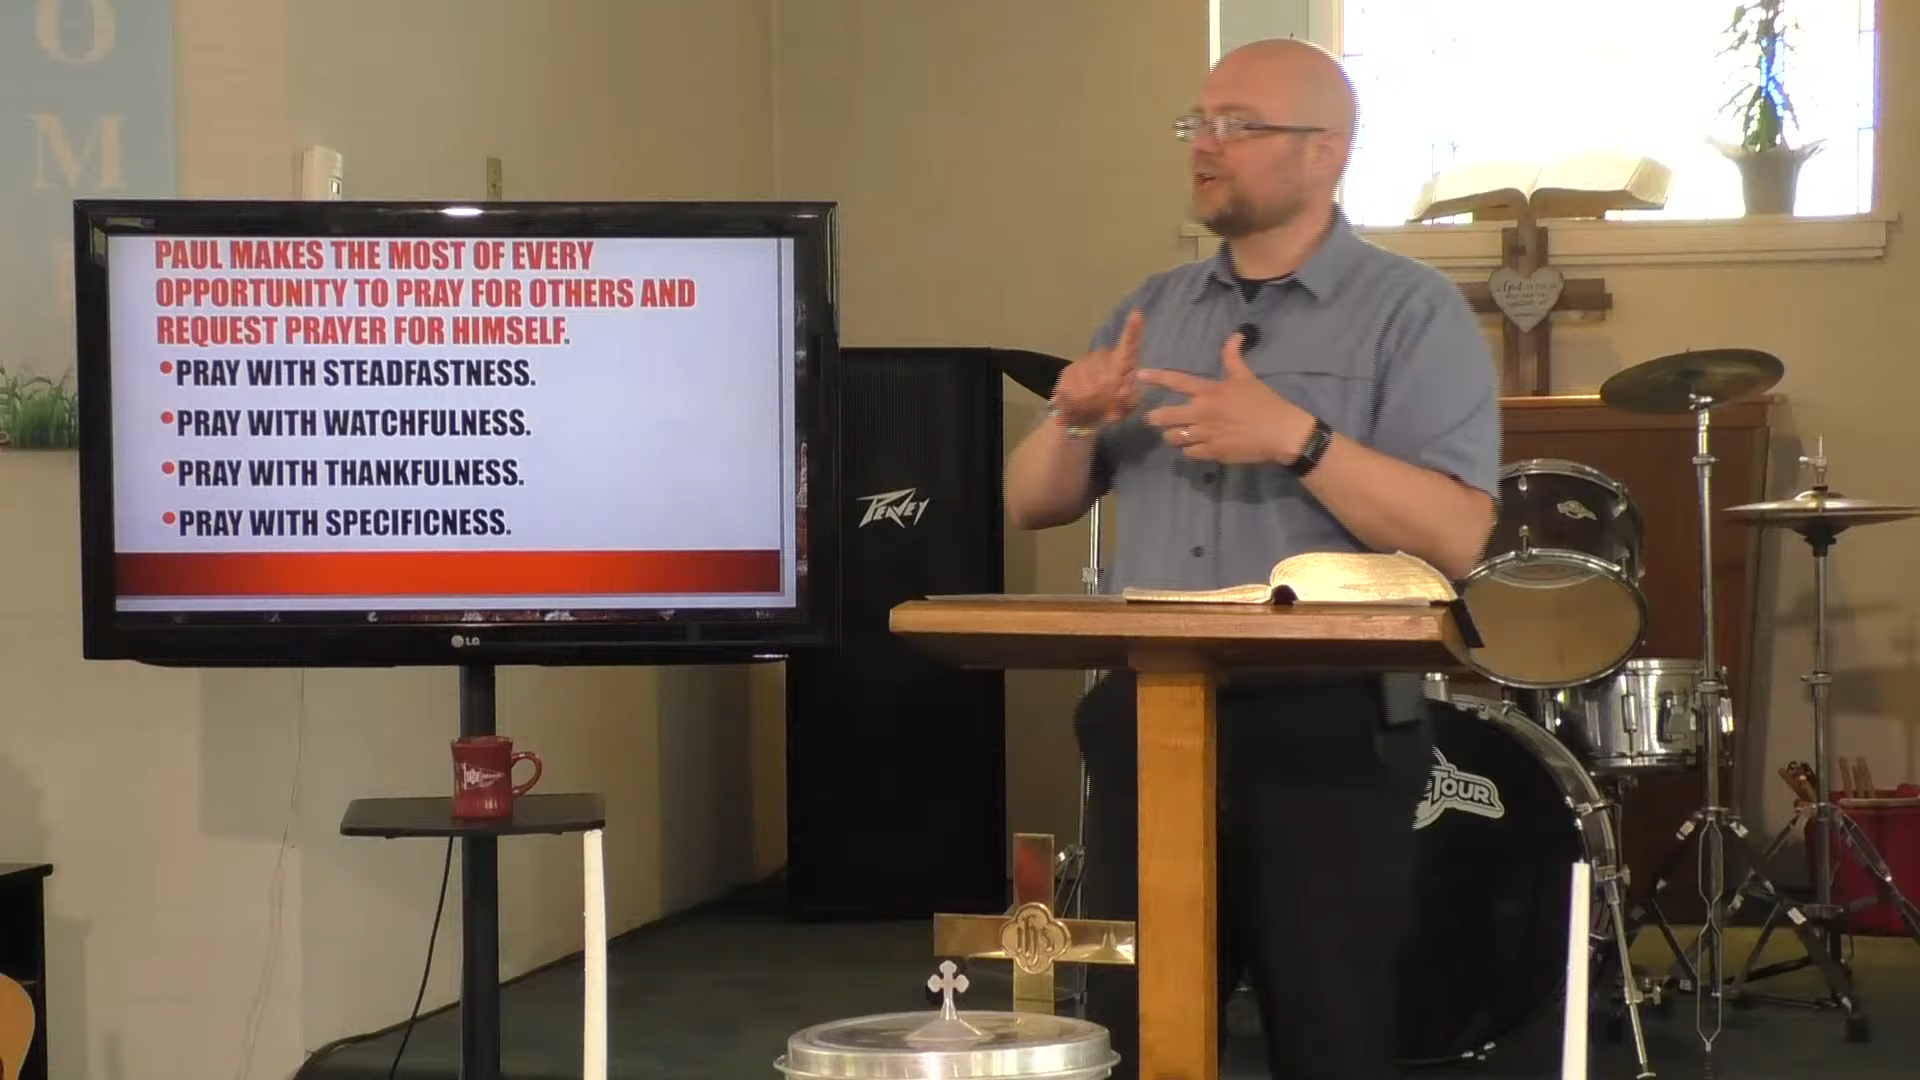 O
M
PAUL MAKES THE MOST OF EVERY
OPPORTUNITY TO PRAY FOR OTHERS AND
REQUEST PRAYER FOR HIMSELF.
•PRAY WITH STEADFASTNESS.
•PRAY WITH WATCHFULNESS.
•PRAY WITH THANKFULNESS.
•PRAY WITH SPECIFICNESS.
LG
PEAVEY
God
TOUR
ihs